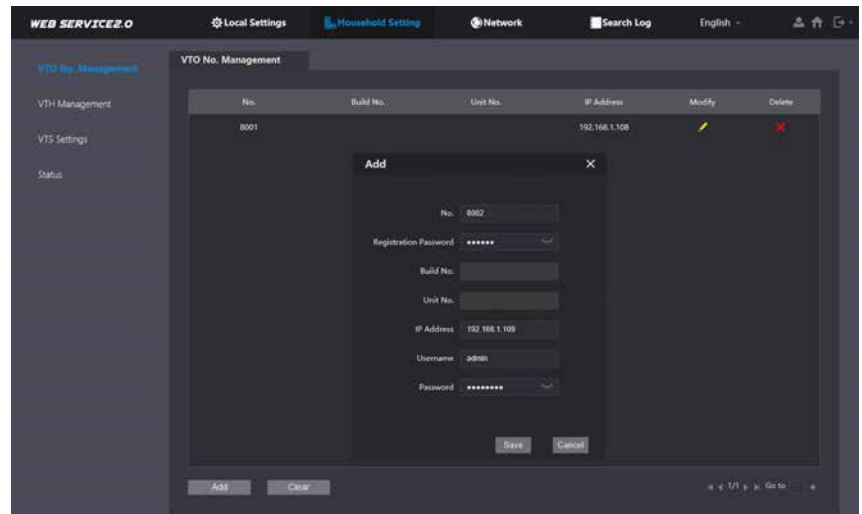 WEB SERVICE2.0 Local Settings Household Setting Network Search Log English
VTO No. Management VTO No. Management
No. Build No. Unit No. IP Address Modify Delete
VTH Management
8001 192.168.1.108
VTS Settings
Add
Status
No. 8002
Registration Password ••••••
Build No.
Unit No.
IP Address 192.168.1.109
Username admin
Password ••••••••
Save Cancel
Add Clear 1/1 Go to